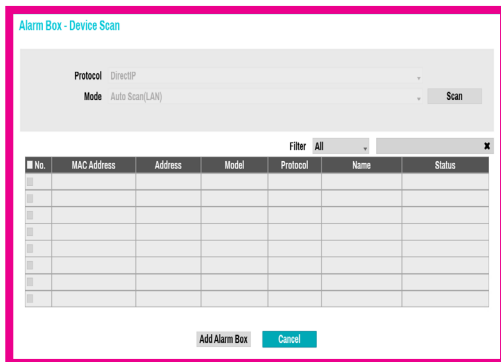 Alarm Box - Device Scan
Protocol DirectIP
Mode Auto Scan(LAN) Scan
Filter All ✖
No. MAC Address Address Model Protocol Name Status
Add Alarm Box Cancel